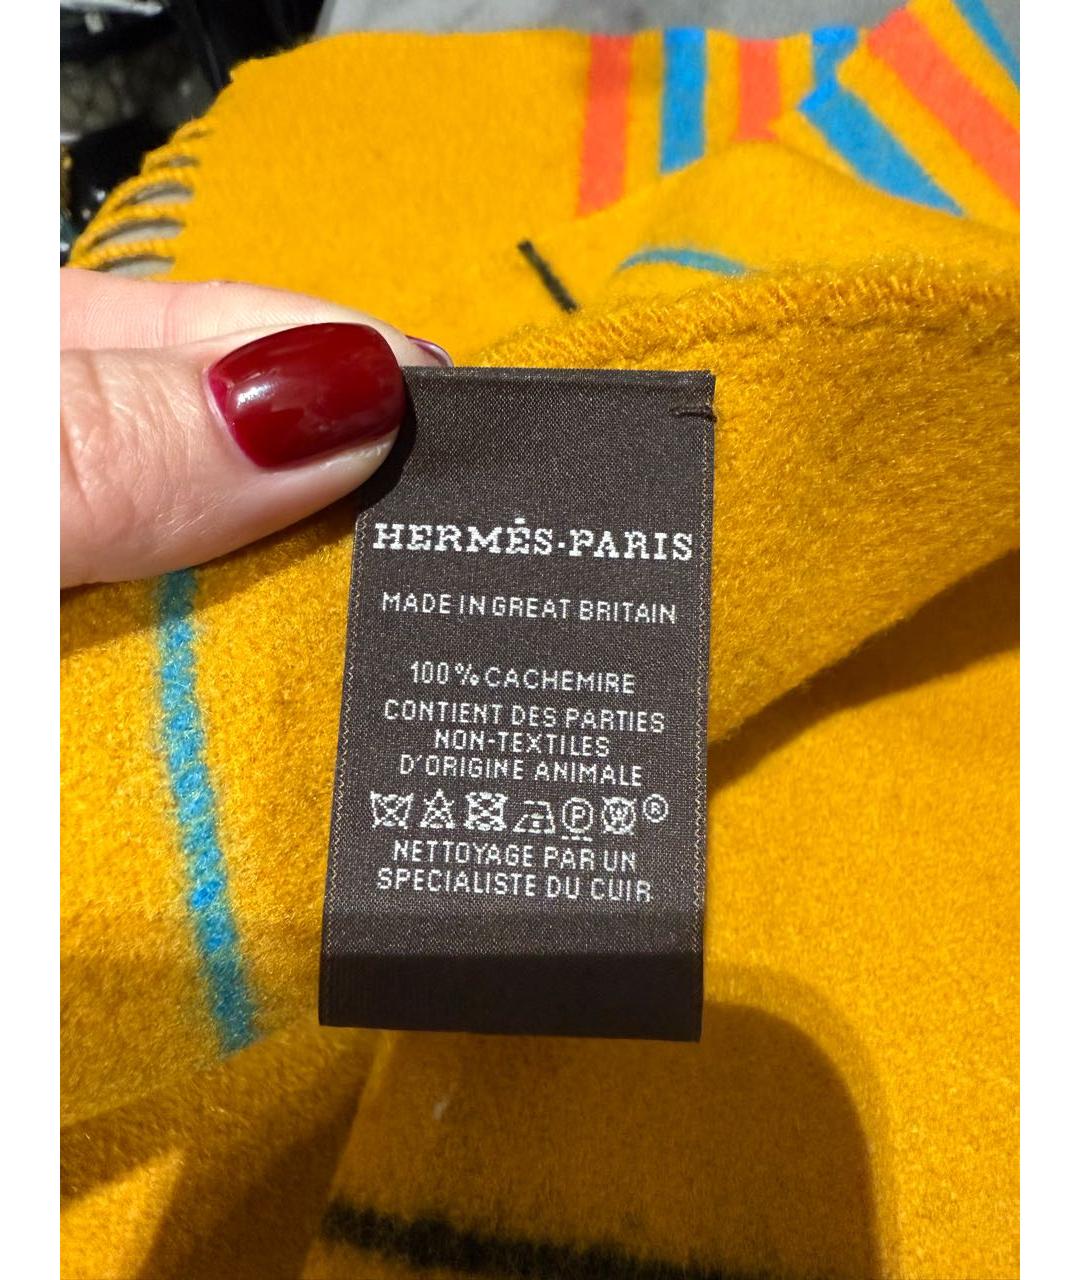 HERMÈS-PARIS
MADE IN GREAT BRITAIN
100% CACHEMIRE
CONTIENT DES PARTIES
NON-TEXTILES
D'ORIGINE ANIMALE
P W ®
NETTOYAGE PAR UN
SPECIALISTE DU CUIR